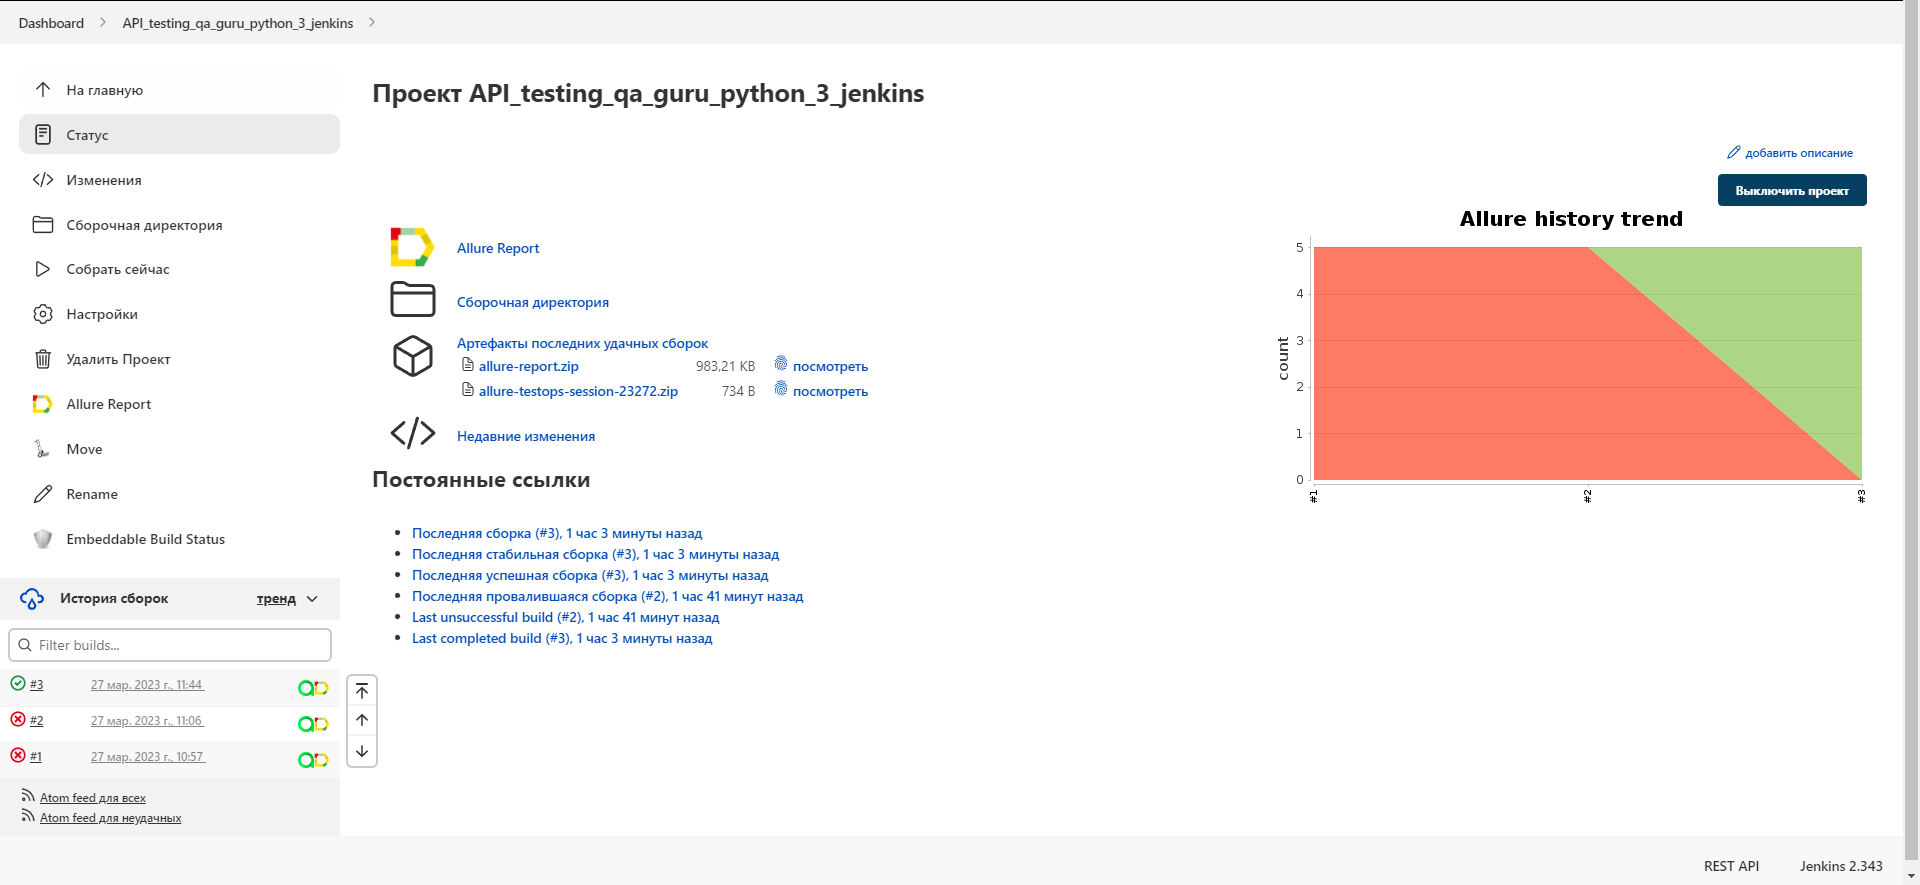 Dashboard API_testing_qa_guru_python_3_jenkins
На главную
Статус
Изменения
Сборочная директория
Собрать сейчас
Настройки
Удалить Проект
Allure Report
Move
Rename
Embeddable Build Status
История сборок тренд
Filter builds...
#3 27 мар. 2023 г., 11:44
#2 27 мар. 2023 г., 11:06
#1 27 мар. 2023 г., 10:57
Atom feed для всех
Atom feed для неудачных
Проект API_testing_qa_guru_python_3_jenkins
добавить описание
Выключить проект
Allure Report
Сборочная директория
Артефакты последних удачных сборок
allure-report.zip 983,21 KB посмотреть
allure-testops-session-23272.zip 734 B посмотреть
Недавние изменения
Постоянные ссылки
Последняя сборка (#3), 1 час 3 минуты назад
Последняя стабильная сборка (#3), 1 час 3 минуты назад
Последняя успешная сборка (#3), 1 час 3 минуты назад
Последняя провалившаяся сборка (#2), 1 час 41 минут назад
Last unsuccessful build (#2), 1 час 41 минут назад
Last completed build (#3), 1 час 3 минуты назад
Allure history trend
count
5
4
3
2
1
0
#1 #2 #3
REST API Jenkins 2.343